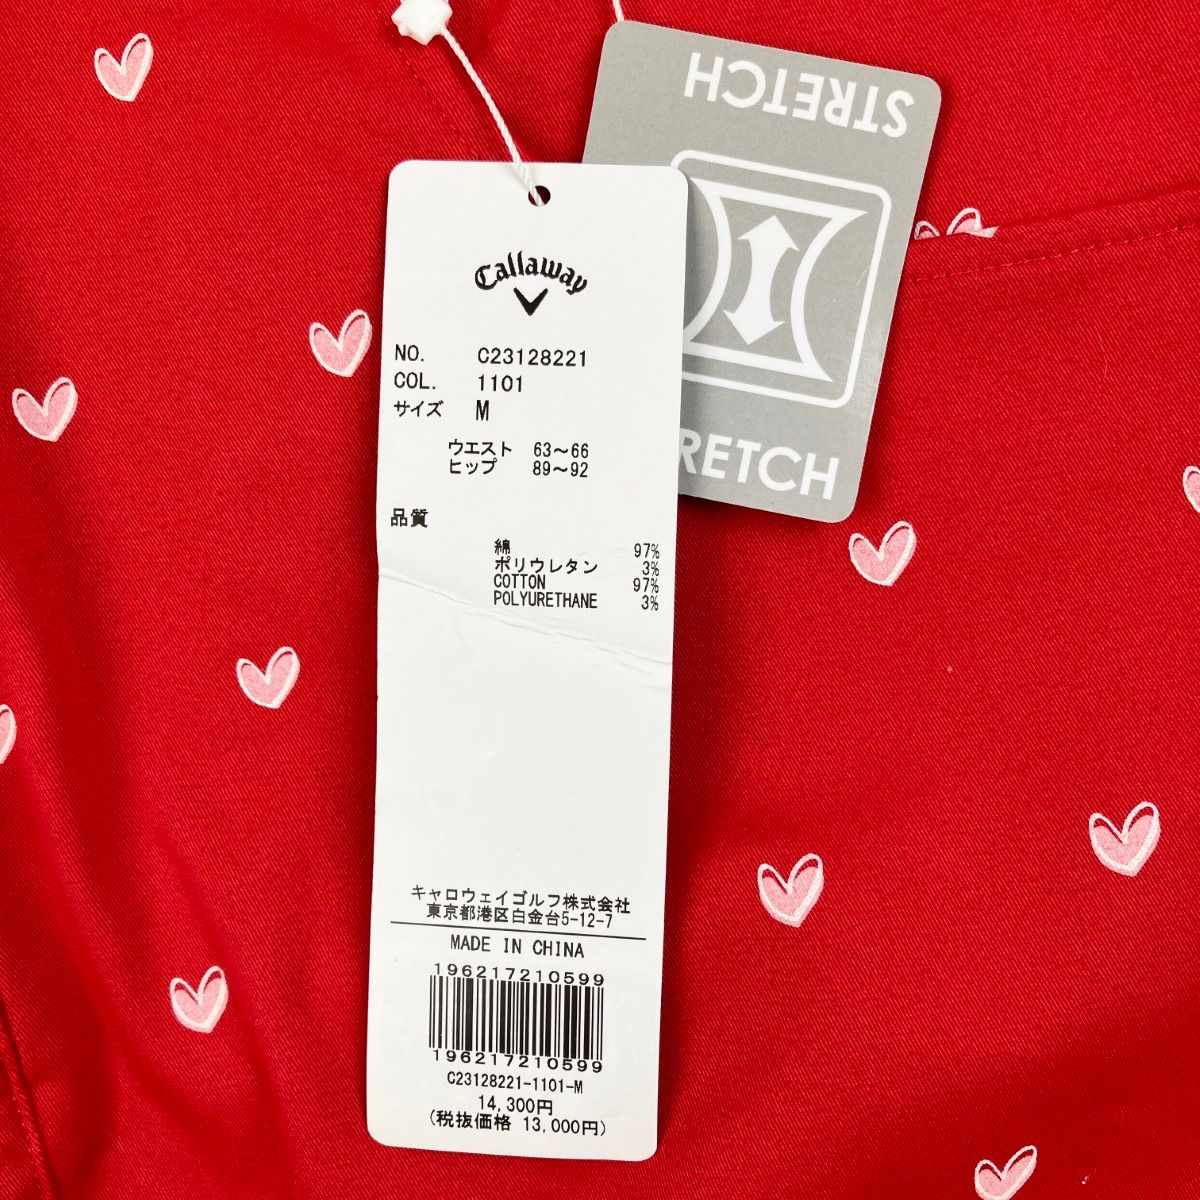 STRETCH
Callaway
NO. C23128221
COL. 1101
サイズ M
ウエスト 63～66
ヒップ 89～92
品質
綿 97%
ポリウレタン 3%
COTTON 97%
POLYURETHANE 3%
RETCH
キャロウェイゴルフ株式会社
東京都港区白金台5-12-7
MADE IN CHINA
196217210599
196217210599
C23128221-1101-M
14,300円
(税抜価格 13,000円)